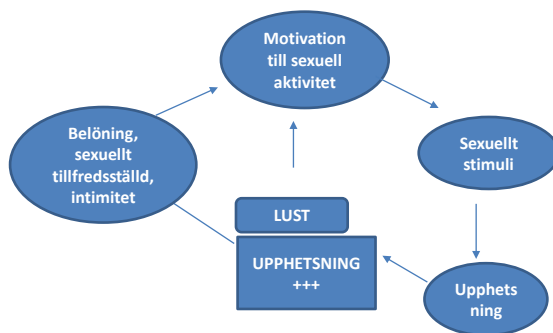 Motivation
till sexuell
aktivitet
Belöning,
sexuellt
tillfredsställd,
intimitet
Sexuellt
stimuli
LUST
UPPHETSNING
+++
Upphets
ning